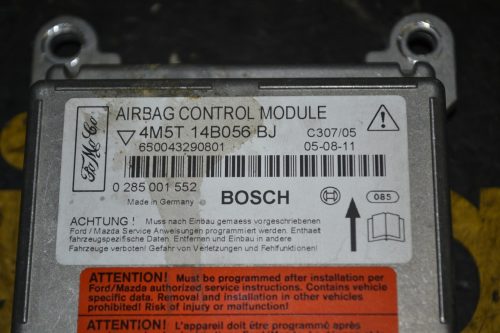 FoMoCo
AIRBAG CONTROL MODULE
4M5T 14B056 BJ C307/05
650043290801 05-08-11
0 285 001 552 BOSCH 085
Made in Germany
ACHTUNG ! Muss nach Einbau gemaess vorgeschriebenen
Ford / Mazda Service Anweisungen programmiert werden. Enthaet
fahrzeugspezifische Daten. Entfernen und Einbau in andere
Fahrzeuge verboten! Gefahr von Verletzungen und Fehlfunktionen!
ATTENTION! Must be programmed after installation per
Ford/Mazda authorized service instructions. Contains vehicle
specific data. Removal and installation in other vehicles
prohibited! Risk of injury or malfunction!
ATTENTION! L'appareil doit être programmé après